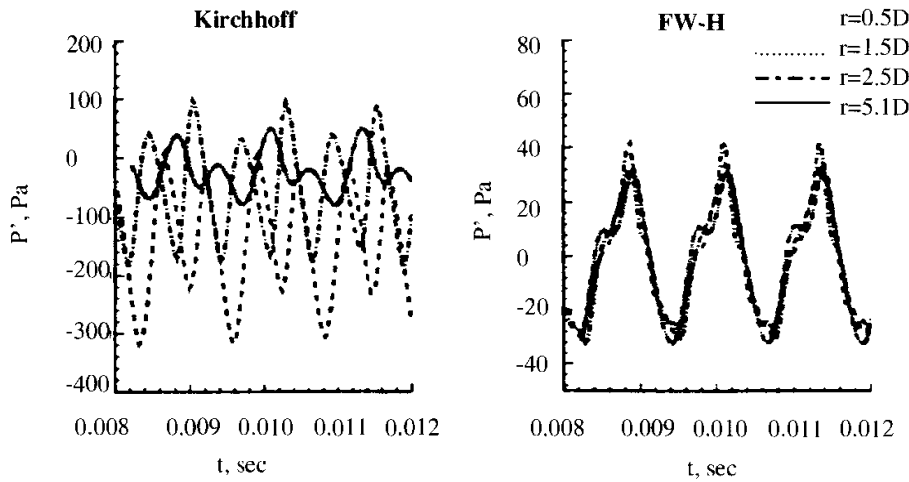 Kirchhoff
200
100
0
-100
-200
-300
-400
P', Pa
0.008
0.009
0.010
0.011
0.012
t, sec
FW-H
80
60
40
20
0
-20
-40
P', Pa
0.008
0.009
0.010
0.011
0.012
t, sec
r=0.5D
r=1.5D
r=2.5D
r=5.1D